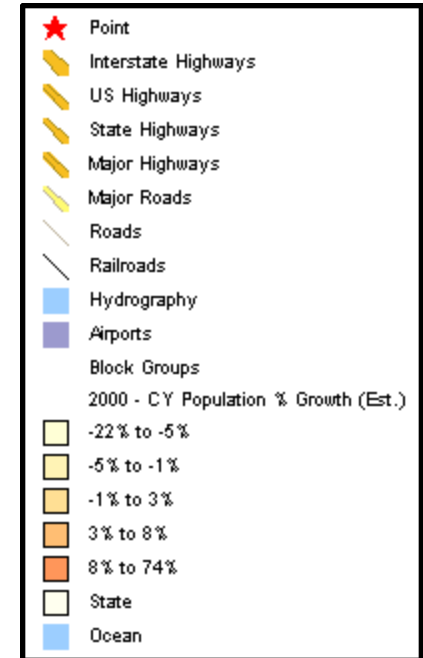 Point
Interstate Highways
US Highways
State Highways
Major Highways
Major Roads
Roads
Railroads
Hydrography
Airports
Block Groups
2000 - CY Population % Growth (Est.)
-22% to -5%
-5% to -1%
-1% to 3%
3% to 8%
8% to 74%
State
Ocean